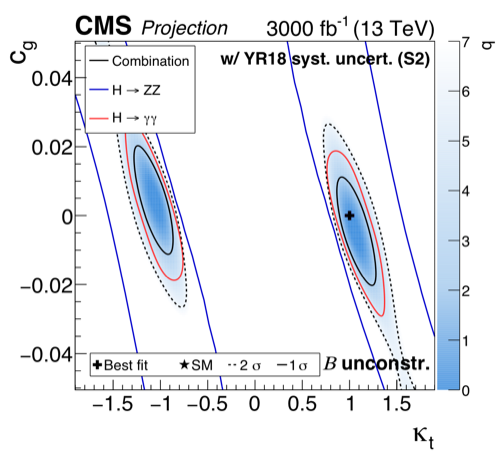 CMS Projection 3000 fb⁻¹ (13 TeV)
w/ YR18 syst. uncert. (S2)
Combination
H → ZZ
H → γγ
c_g
0.04
0.02
0
−0.02
−0.04
q
7
6
5
4
3
2
1
0
✚Best fit ★SM -- 2 σ — 1 σ
B unconstr.
−1.5 −1 −0.5 0 0.5 1 1.5
κ_t